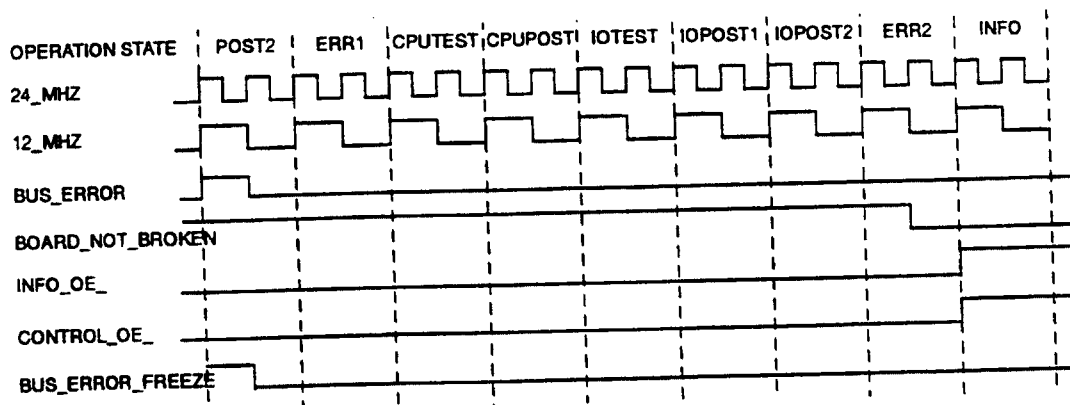 OPERATION STATE POST2 ERR1 CPUTEST CPUPOST IOTEST IOPOST1 IOPOST2 ERR2 INFO
24_MHZ
12_MHZ
BUS_ERROR
BOARD_NOT_BROKEN
INFO_OE_
CONTROL_OE_
BUS_ERROR_FREEZE